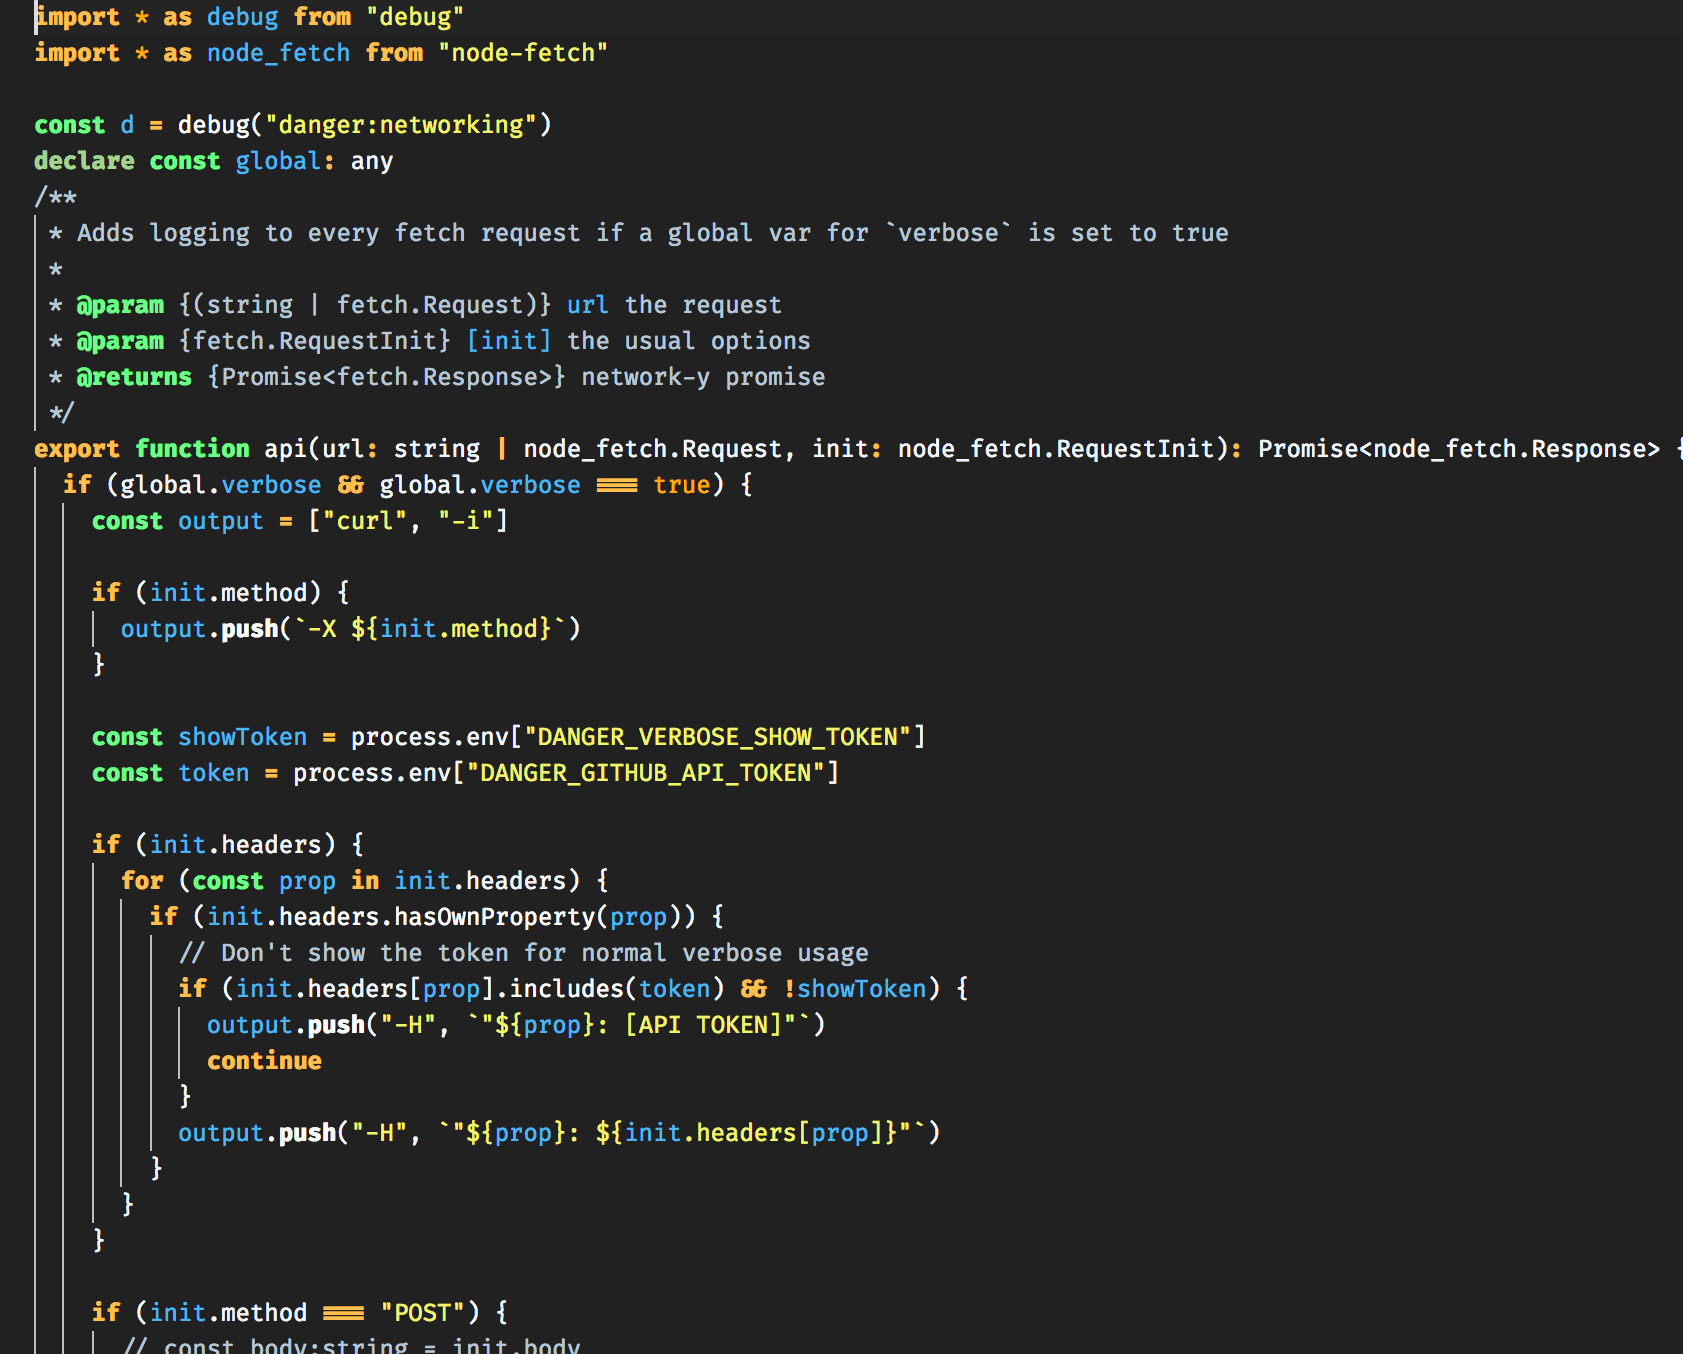 import * as debug from "debug"
import * as node_fetch from "node-fetch"
const d = debug("danger:networking")
declare const global: any
/**
* Adds logging to every fetch request if a global var for `verbose` is set to true
*
* @param {(string | fetch.Request)} url the request
* @param {fetch.RequestInit} [init] the usual options
* @returns {Promise<fetch.Response>} network-y promise
*/
export function api(url: string | node_fetch.Request, init: node_fetch.RequestInit): Promise<node_fetch.Response> {
if (global.verbose && global.verbose === true) {
const output = ["curl", "-i"]
if (init.method) {
output.push(`-X ${init.method}`)
}
const showToken = process.env["DANGER_VERBOSE_SHOW_TOKEN"]
const token = process.env["DANGER_GITHUB_API_TOKEN"]
if (init.headers) {
for (const prop in init.headers) {
if (init.headers.hasOwnProperty(prop)) {
// Don't show the token for normal verbose usage
if (init.headers[prop].includes(token) && !showToken) {
output.push("-H", `"${prop}: [API TOKEN]"`)
continue
}
output.push("-H", `"${prop}: ${init.headers[prop]}"`)
}
}
}
if (init.method === "POST") {
// const body:string = init.body